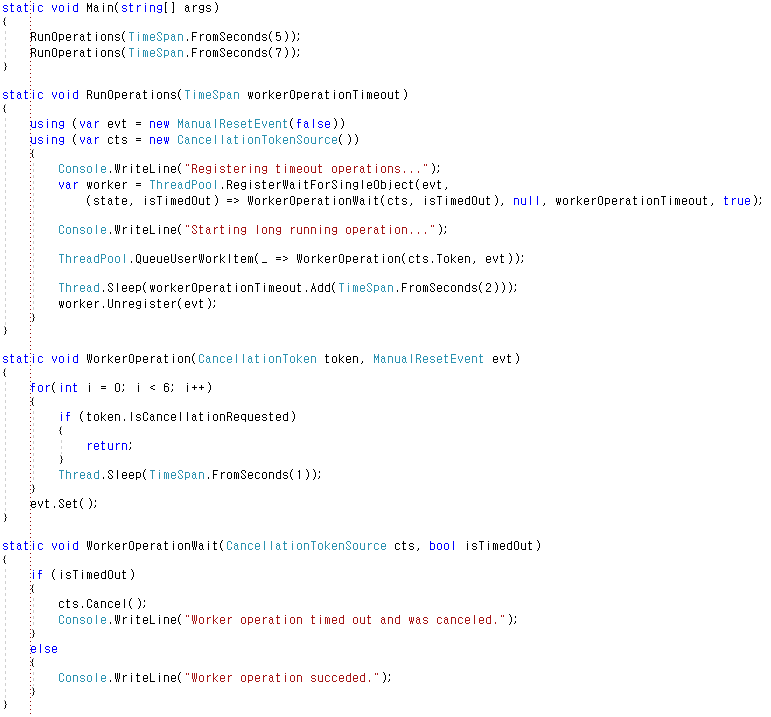 static void Main(string[] args)
{
    RunOperations(TimeSpan.FromSeconds(5));
    RunOperations(TimeSpan.FromSeconds(7));
}

static void RunOperations(TimeSpan workerOperationTimeout)
{
    using (var evt = new ManualResetEvent(false))
    using (var cts = new CancellationTokenSource())
    {
        Console.WriteLine("Registering timeout operations...");
        var worker = ThreadPool.RegisterWaitForSingleObject(evt,
            (state, isTimedOut) => WorkerOperationWait(cts, isTimedOut), null, workerOperationTimeout, true);

        Console.WriteLine("Starting long running operation...");

        ThreadPool.QueueUserWorkItem(_ => WorkerOperation(cts.Token, evt));

        Thread.Sleep(workerOperationTimeout.Add(TimeSpan.FromSeconds(2)));
        worker.Unregister(evt);
    }
}

static void WorkerOperation(CancellationToken token, ManualResetEvent evt)
{
    for(int i = 0; i < 6; i++)
    {
        if (token.IsCancellationRequested)
        {
            return;
        }
        Thread.Sleep(TimeSpan.FromSeconds(1));
    }
    evt.Set();
}

static void WorkerOperationWait(CancellationTokenSource cts, bool isTimedOut)
{
    if (isTimedOut)
    {
        cts.Cancel();
        Console.WriteLine("Worker operation timed out and was canceled.");
    }
    else
    {
        Console.WriteLine("Worker operation succeded.");
    }
}